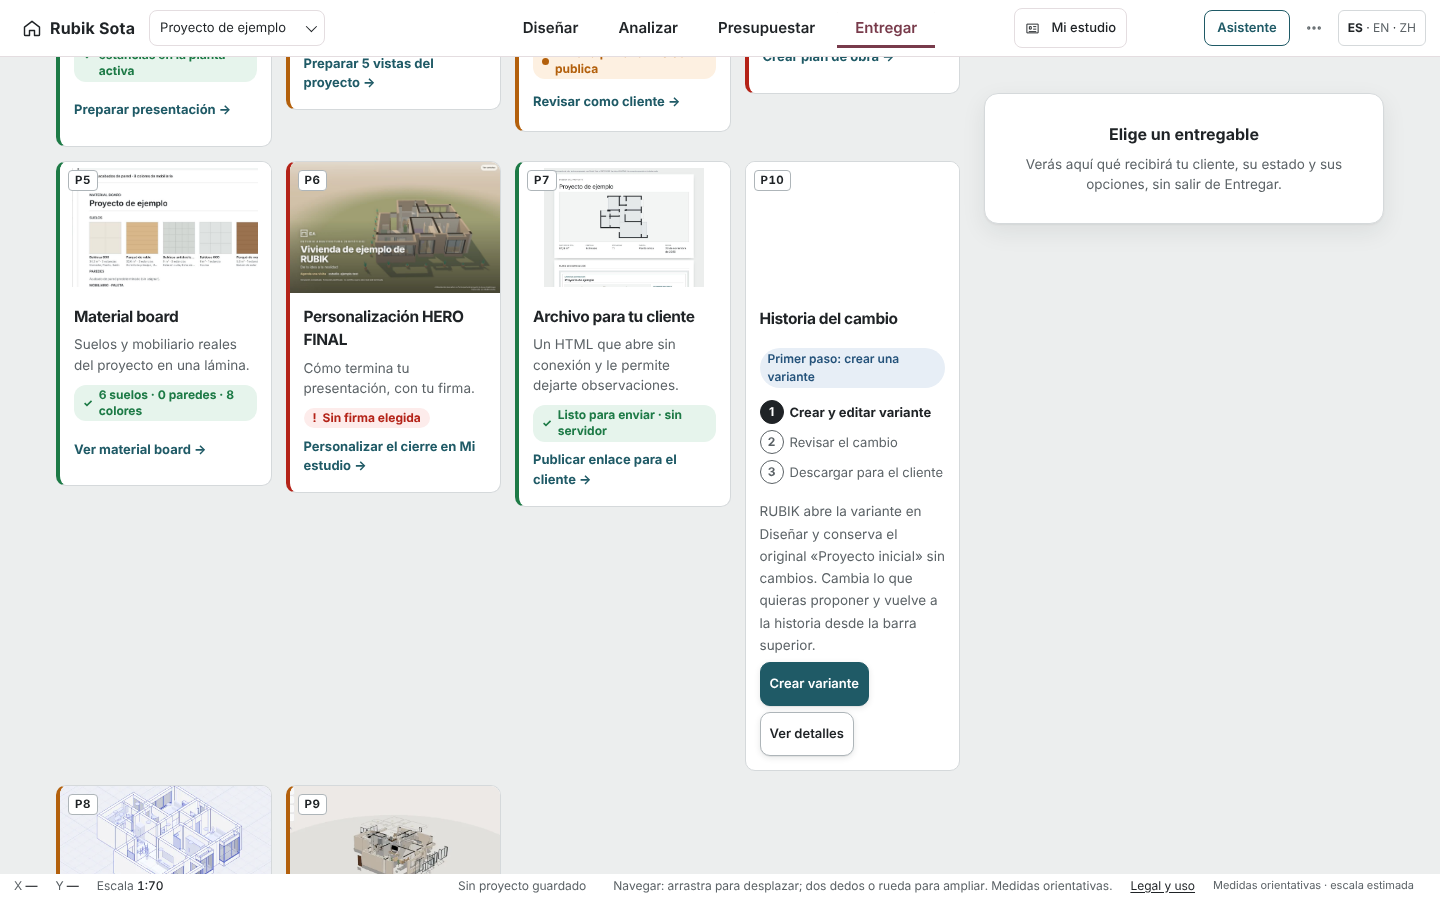 Rubik Sota
Proyecto de ejemplo
Diseñar
Analizar
Presupuestar
Entregar
Mi estudio
Asistente
ES · EN · ZH
activa
Preparar presentación →
Preparar 5 vistas del
proyecto →
publica
Revisar como cliente →
Elige un entregable
Verás aquí qué recibirá tu cliente, su estado y sus
opciones, sin salir de Entregar.
P5
Proyecto de ejemplo
Material board
Suelos y mobiliario reales
del proyecto en una lámina.
6 suelos · 0 paredes · 8
colores
Ver material board →
P6
Vivienda de ejemplo de
RUBIK
Personalización HERO
FINAL
Cómo termina tu
presentación, con tu firma.
! Sin firma elegida
Personalizar el cierre en Mi
estudio →
P7
Proyecto de ejemplo
Archivo para tu cliente
Un HTML que abre sin
conexión y le permite
dejarte observaciones.
Listo para enviar · sin
servidor
Publicar enlace para el
cliente →
P10
Historia del cambio
Primer paso: crear una
variante
1 Crear y editar variante
2 Revisar el cambio
3 Descargar para el cliente
RUBIK abre la variante en
Diseñar y conserva el
original «Proyecto inicial» sin
cambios. Cambia lo que
quieras proponer y vuelve a
la historia desde la barra
superior.
Crear variante
Ver detalles
P8
P9
X —
Y —
Escala 1:70
Sin proyecto guardado
Navegar: arrastra para desplazar; dos dedos o rueda para ampliar. Medidas orientativas.
Legal y uso
Medidas orientativas · escala estimada